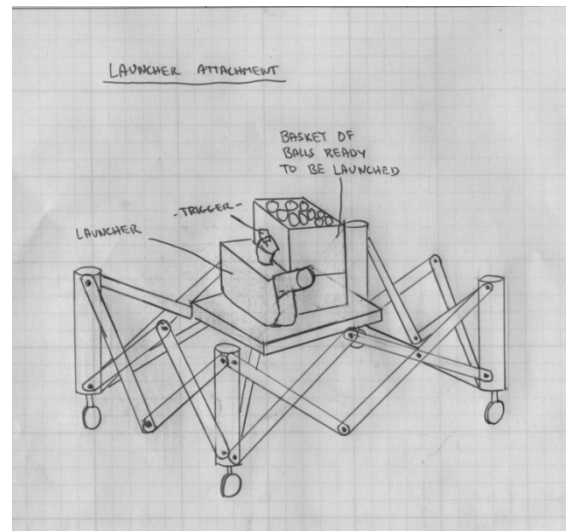 LAUNCHER ATTACHMENT
BASKET OF
BALLS READY
TO BE LAUNCHED
-TRIGGER-
LAUNCHER